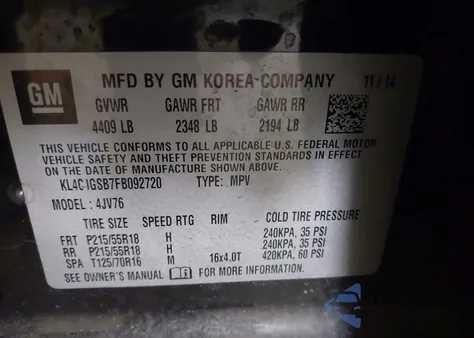 GM
MFD BY GM KOREA COMPANY 11/14
GVWR GAWR FRT GAWR RR
4409 LB 2348 LB 2194 LB
THIS VEHICLE CONFORMS TO ALL APPLICABLE U.S. FEDERAL MOTOR
VEHICLE SAFETY AND THEFT PREVENTION STANDARDS IN EFFECT
ON THE DATE OF MANUFACTURE SHOWN ABOVE.
KL4CJGSB7FB092720 TYPE: MPV
MODEL: 4JV76
TIRE SIZE SPEED RTG RIM COLD TIRE PRESSURE
FRT P215/55R18 H 240KPA, 35 PSI
RR P215/55R18 H 240KPA, 35 PSI
SPA T125/70R16 M 16x4.0T 420KPA, 60 PSI
SEE OWNER'S MANUAL FOR MORE INFORMATION.